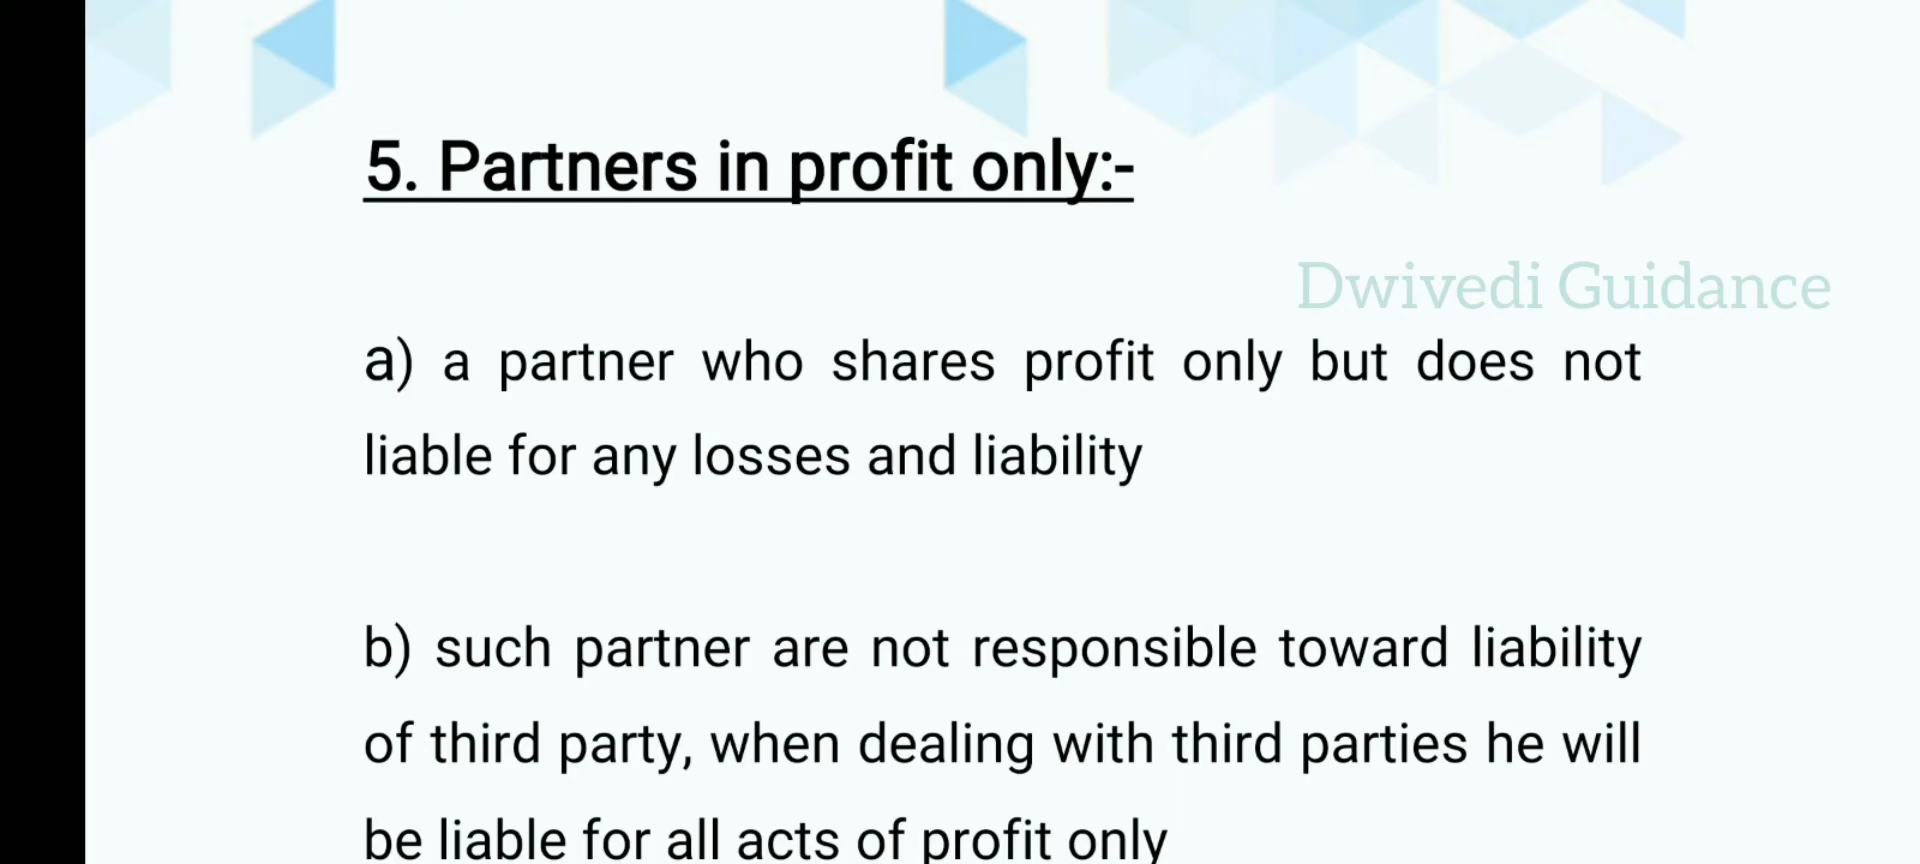 5. Partners in profit only:-
Dwivedi Guidance
a) a partner who shares profit only but does not
liable for any losses and liability
b) such partner are not responsible toward liability
of third party, when dealing with third parties he will
be liable for all acts of profit only